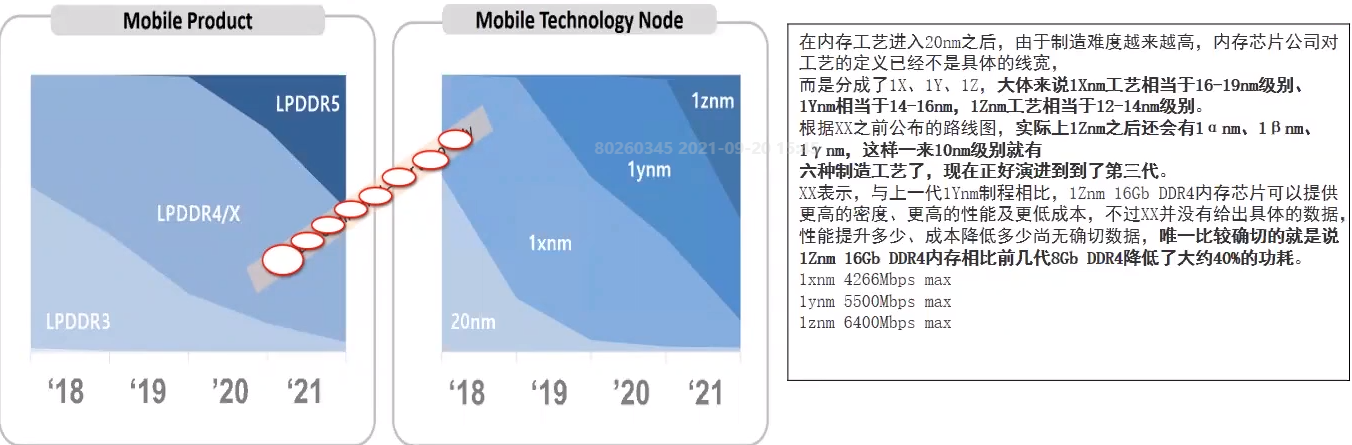 Mobile Product
LPDDR5
LPDDR4/X
LPDDR3
‘18
‘19
’20
‘21
Mobile Technology Node
1znm
1ynm
1xnm
20nm
‘18
‘19
’20
‘21
80260345 2021-09-20
在内存工艺进入20nm之后，由于制造难度越来越高，内存芯片公司对
工艺的定义已经不是具体的线宽，
而是分成了1X、1Y、1Z，大体来说1Xnm工艺相当于16-19nm级别、
1Ynm相当于14-16nm，1Znm工艺相当于12-14nm级别。
根据XX之前公布的路线图，实际上1Znm之后还会有1αnm、1βnm、
1γnm，这样一来10nm级别就有
六种制造工艺了，现在正好演进到到了第三代。
XX表示，与上一代1Ynm制程相比，1Znm 16Gb DDR4内存芯片可以提供
更高的密度、更高的性能及更低成本，不过XX并没有给出具体的数据，
性能提升多少、成本降低多少尚无确切数据，唯一比较确切的就是说
1Znm 16Gb DDR4内存相比前几代8Gb DDR4降低了大约40%的功耗。
1xnm 4266Mbps max
1ynm 5500Mbps max
1znm 6400Mbps max